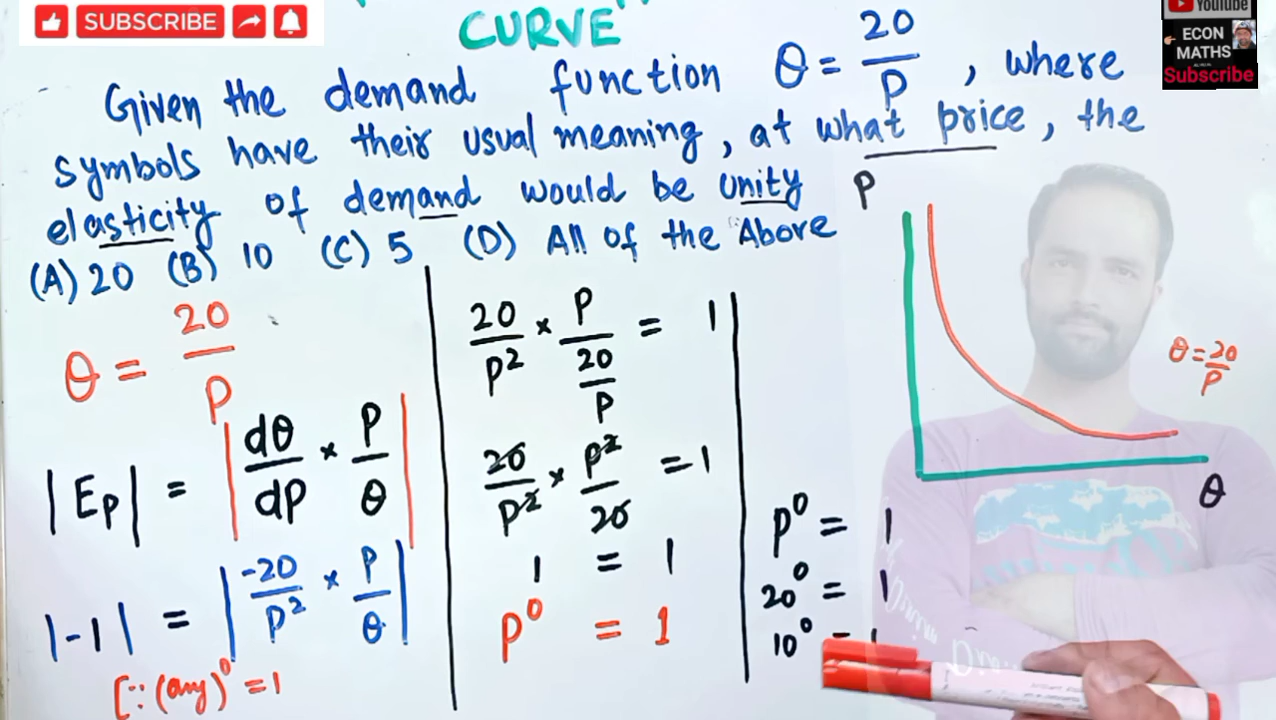 SUBSCRIBE
CURVE"
YouTube
ECON
MATHS
Subscribe
Given the demand function Q = 20/P, where
symbols have their usual meaning, at what price, the
elasticity of demand would be unity
(A) 20 (B) 10 (C) 5 (D) All of the Above
Q = 20/P
|EP| = |dQ/dP × P/Q|
|-1| = |-20/P² × P/Q|
[∵ (any)⁰ = 1
20/P² × P/(20/P) = 1
20/P² × P²/20 = 1
1 = 1
P⁰ = 1
P⁰ = 1
20⁰ = 1
10⁰ = 1
P
Q = 20/P
Q